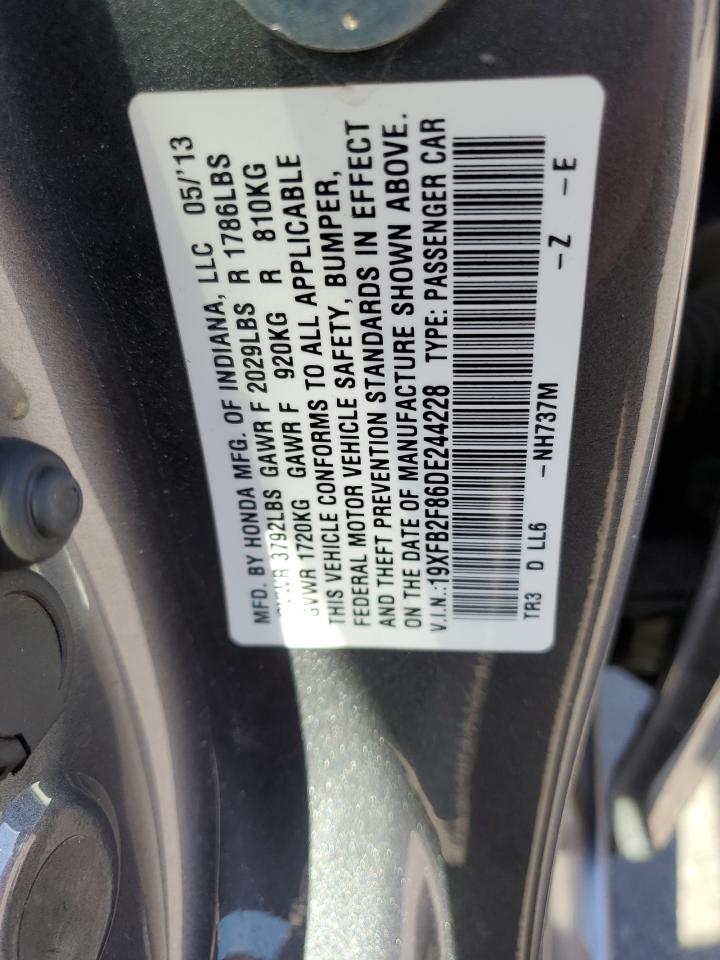 MFD. BY HONDA MFG. OF INDIANA, LLC 05/'13
GVWR 3792LBS GAWR F 2029LBS R 1786LBS
GVWR 1720KG GAWR F 920KG R 810KG
THIS VEHICLE CONFORMS TO ALL APPLICABLE
FEDERAL MOTOR VEHICLE SAFETY, BUMPER,
AND THEFT PREVENTION STANDARDS IN EFFECT
ON THE DATE OF MANUFACTURE SHOWN ABOVE.
V.I.N.:19XFB2F86DE244228 TYPE: PASSENGER CAR
TR3 D LL6 -NH737M -Z -E